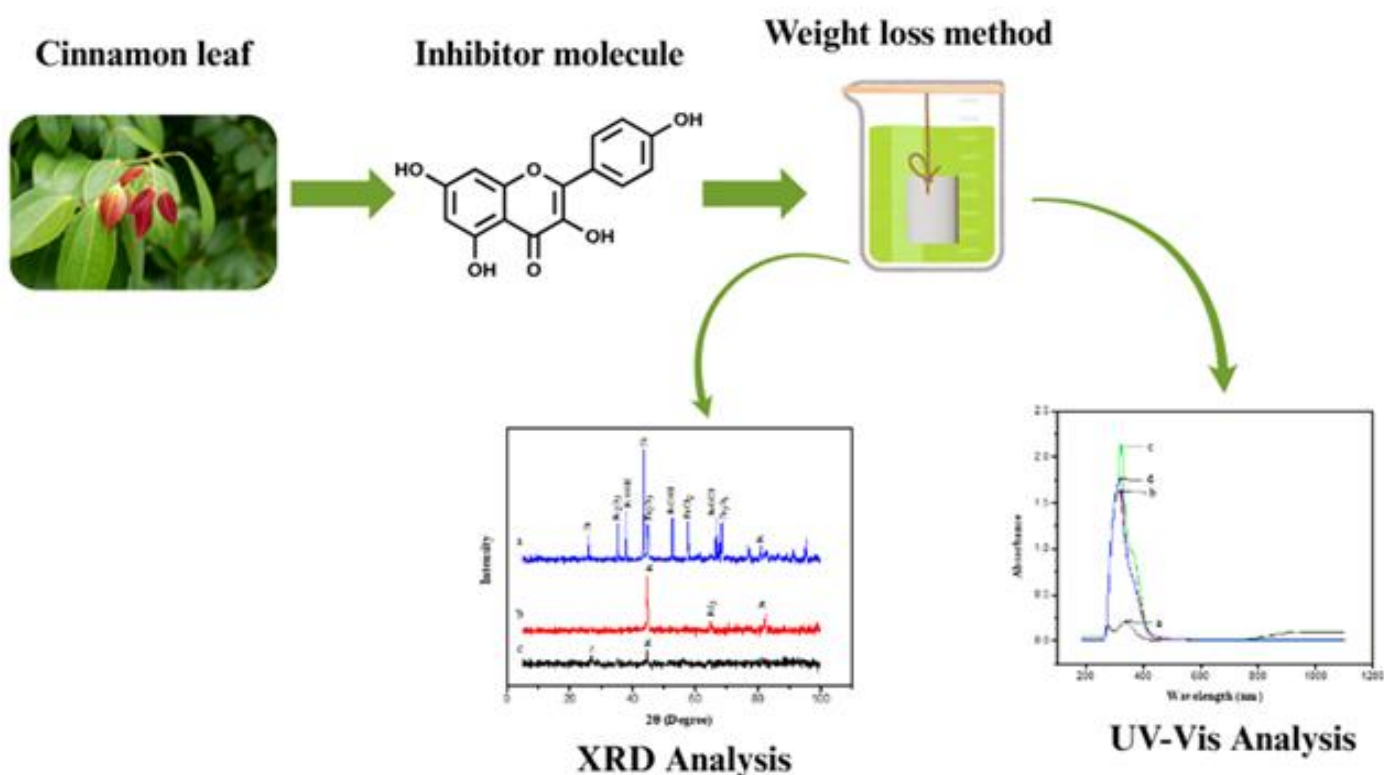 Cinnamon leaf
Inhibitor molecule
Weight loss method
OH
HO
O
OH
OH
O
Intensity
a
b
c
0
20
40
60
80
100
2θ (Degree)
XRD Analysis
Absorbance
2.5
2.0
1.5
1.0
0.5
0.0
c
d
b
a
200
400
600
800
1000
1200
Wavelength (nm)
UV-Vis Analysis